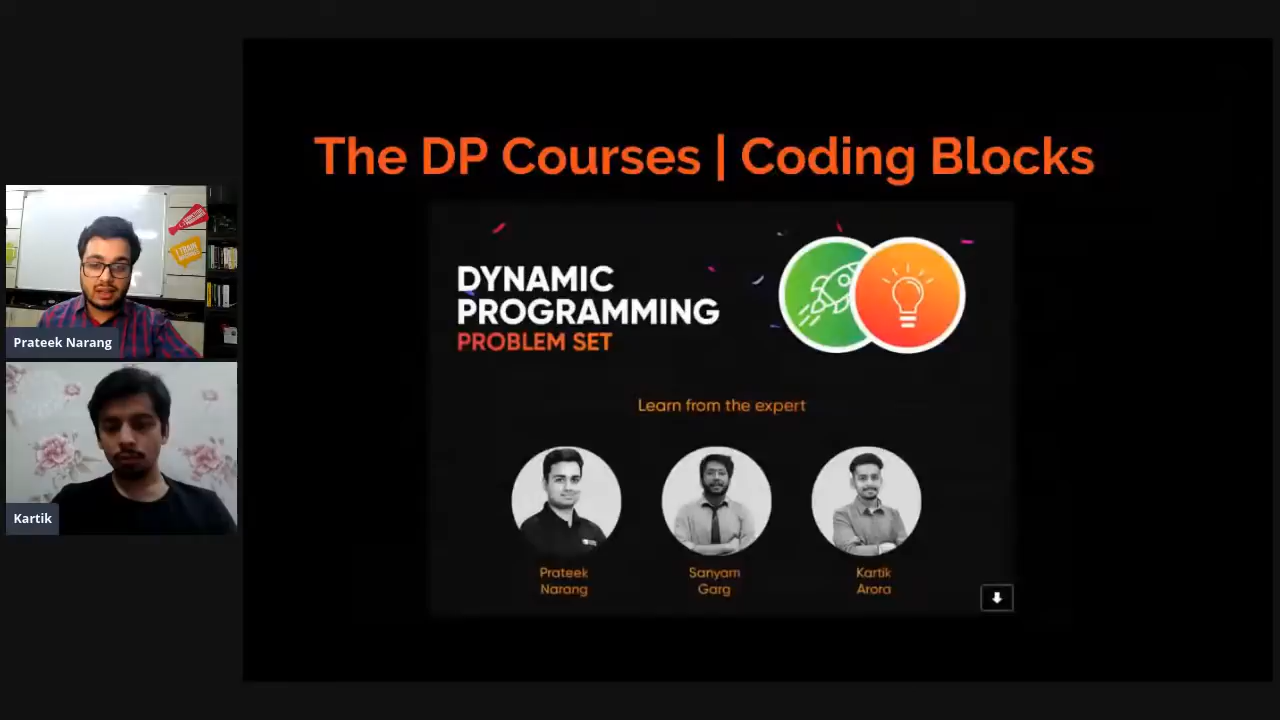 The DP Courses | Coding Blocks
DYNAMIC
PROGRAMMING
PROBLEM SET
Learn from the expert
Prateek
Narang
Sanyam
Garg
Kartik
Arora
Prateek Narang
Kartik